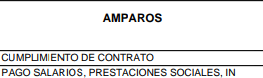 AMPAROS
CUMPLIMIENTO DE CONTRATO
PAGO SALARIOS, PRESTACIONES SOCIALES, IN